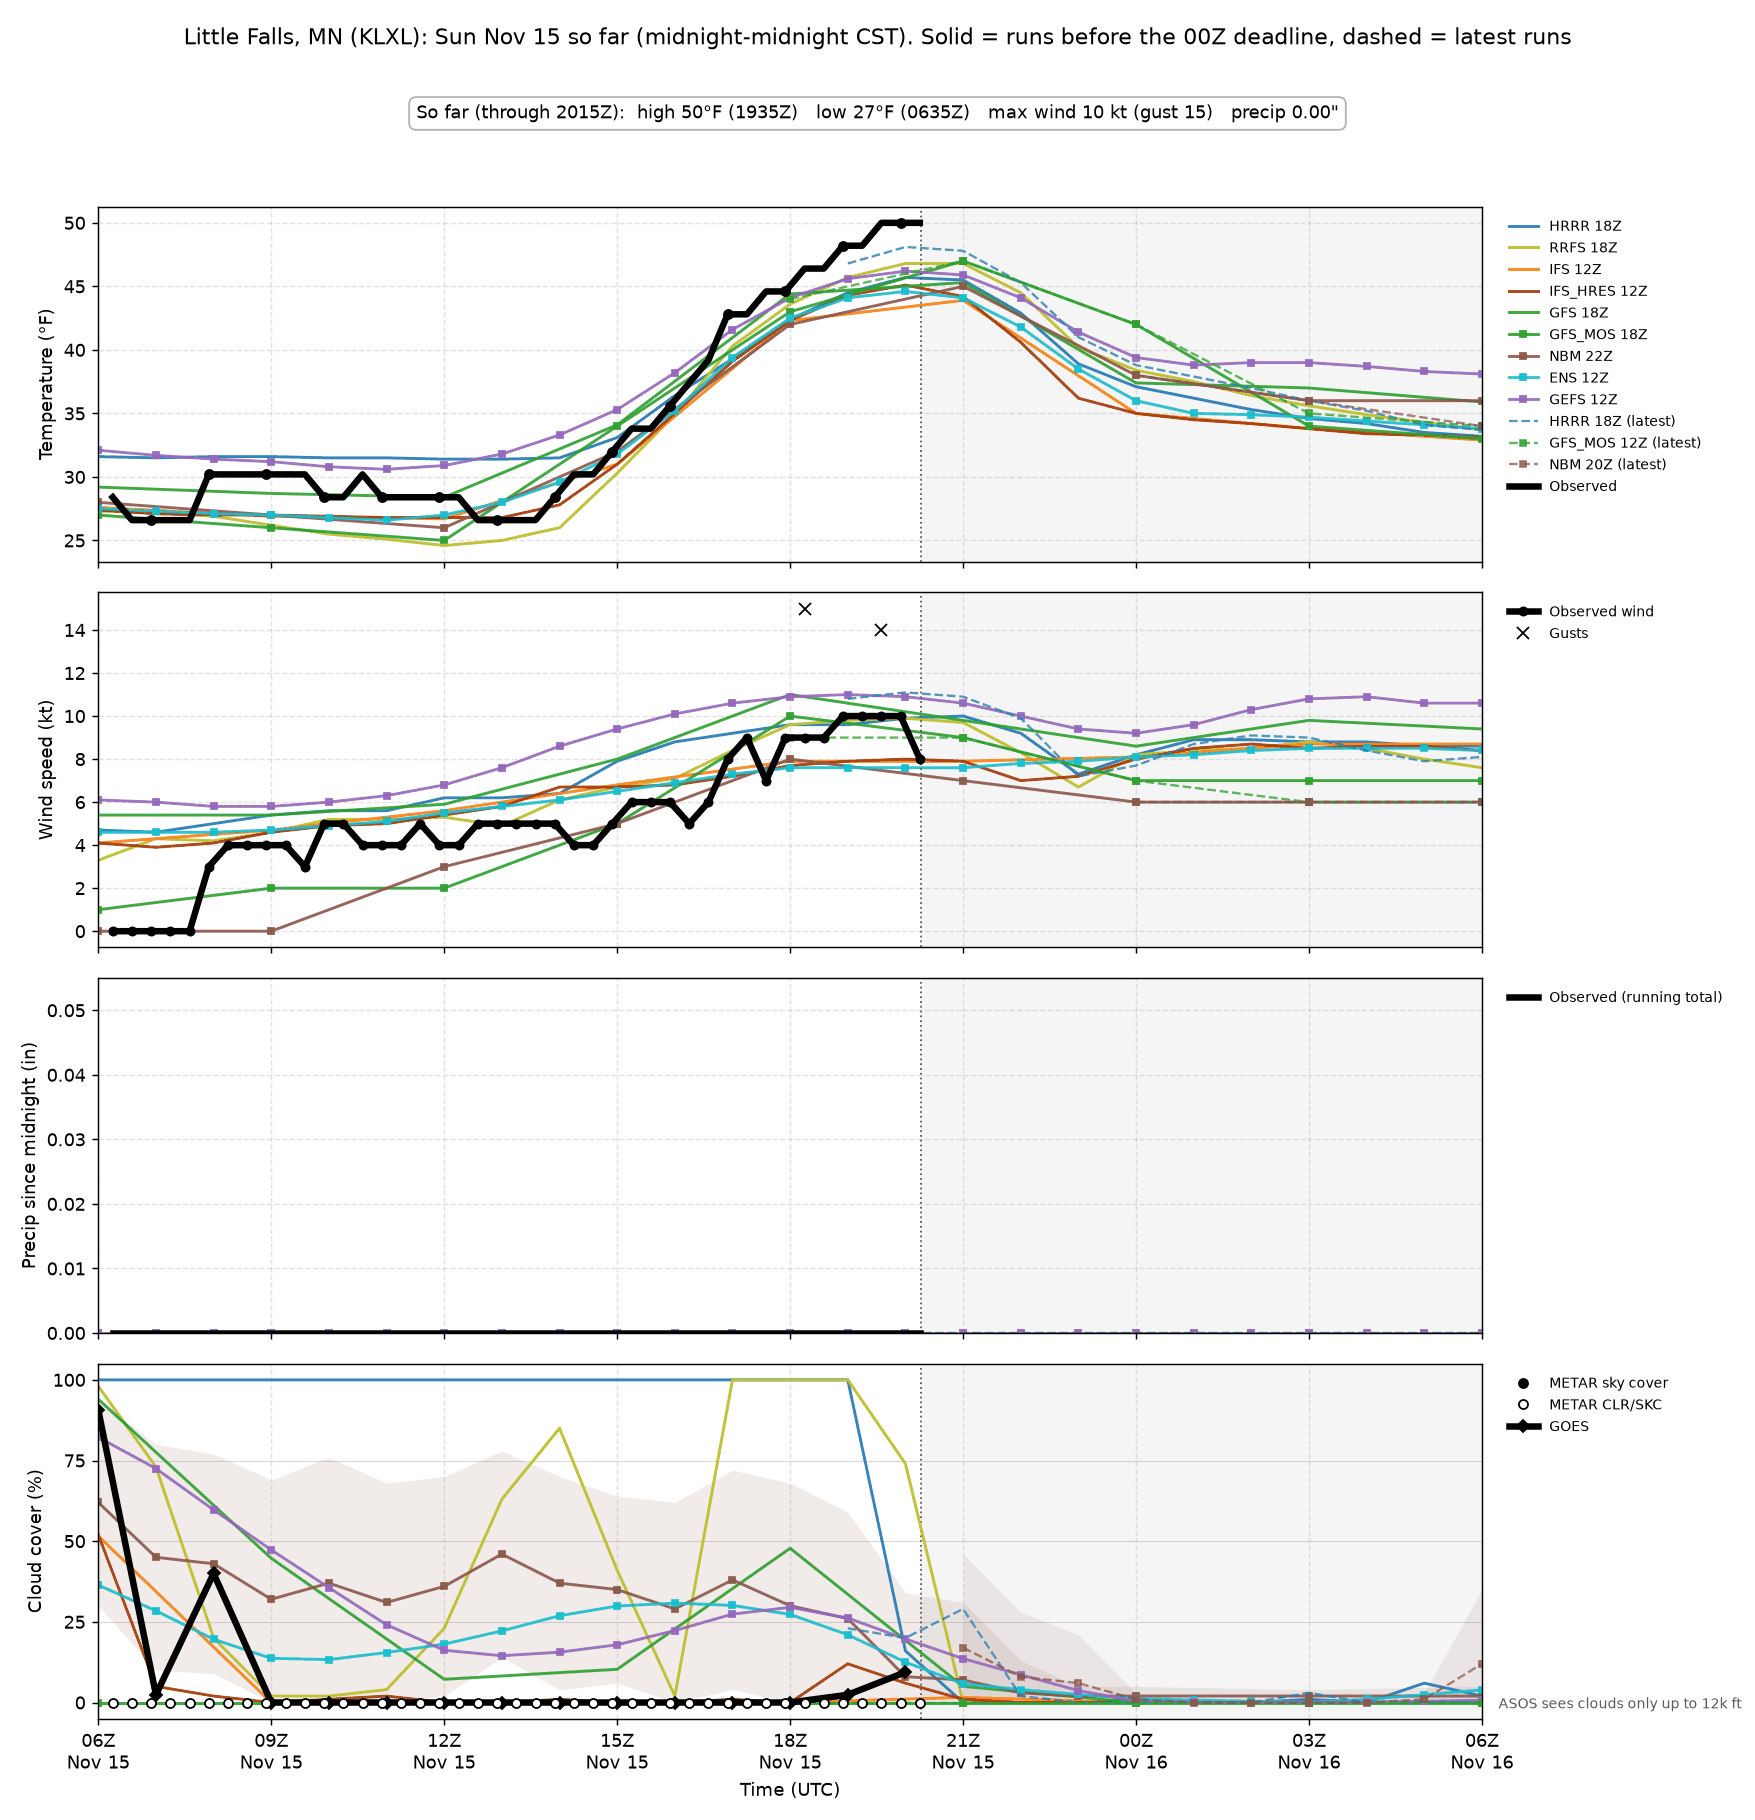 Little Falls, MN (KLXL): Sun Nov 15 so far (midnight-midnight CST). Solid = runs before the 00Z deadline, dashed = latest runs
So far (through 2015Z):  high 50°F (1935Z)   low 27°F (0635Z)   max wind 10 kt (gust 15)   precip 0.00"
Temperature (°F)
50
45
40
35
30
25
HRRR 18Z
RRFS 18Z
IFS 12Z
IFS_HRES 12Z
GFS 18Z
GFS_MOS 18Z
NBM 22Z
ENS 12Z
GEFS 12Z
HRRR 18Z (latest)
GFS_MOS 12Z (latest)
NBM 20Z (latest)
Observed
Wind speed (kt)
14
12
10
8
6
4
2
0
Observed wind
Gusts
Precip since midnight (in)
0.05
0.04
0.03
0.02
0.01
0.00
Observed (running total)
Cloud cover (%)
100
75
50
25
0
METAR sky cover
METAR CLR/SKC
GOES
ASOS sees clouds only up to 12k ft
06Z 09Z 12Z 15Z 18Z 21Z 00Z 03Z 06Z
Nov 15 Nov 15 Nov 15 Nov 15 Nov 15 Nov 15 Nov 16 Nov 16 Nov 16
Time (UTC)